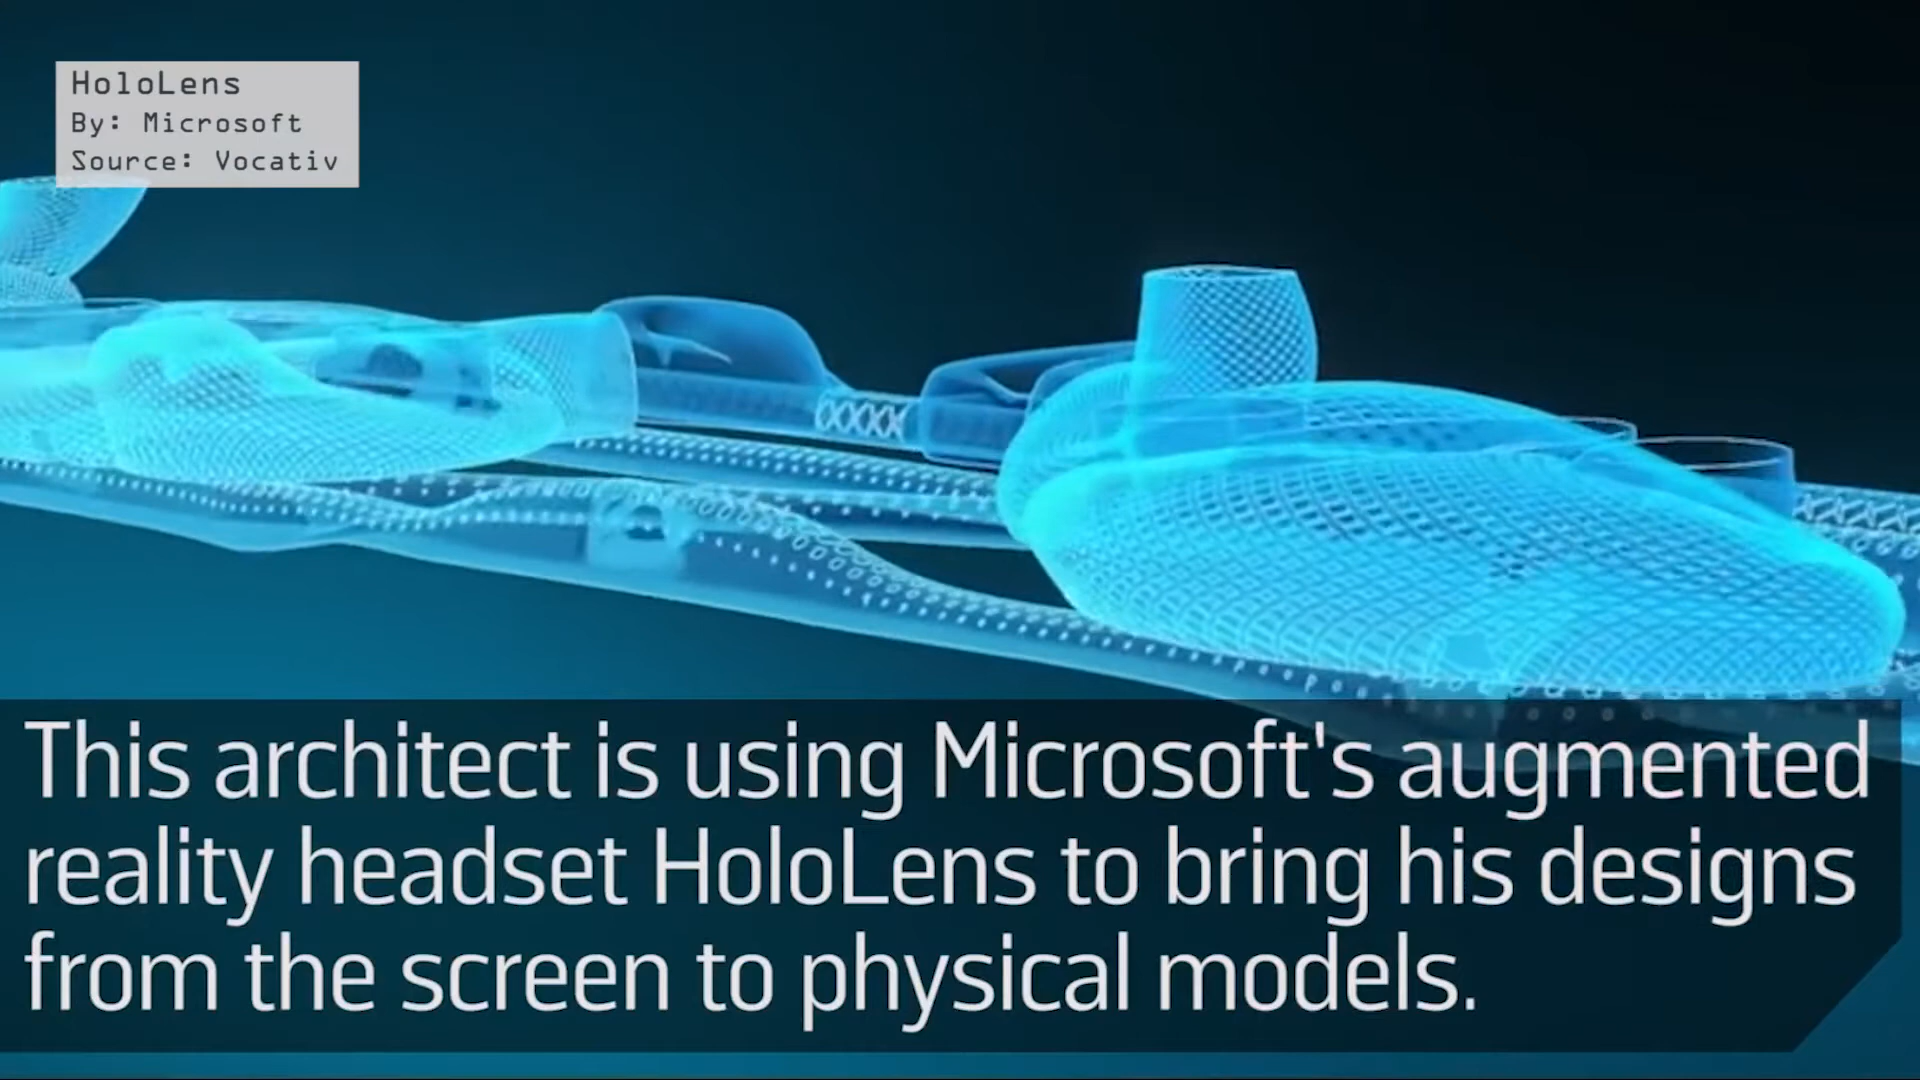 HoloLens
By: Microsoft
Source: Vocativ
This architect is using Microsoft's augmented
reality headset HoloLens to bring his designs
from the screen to physical models.